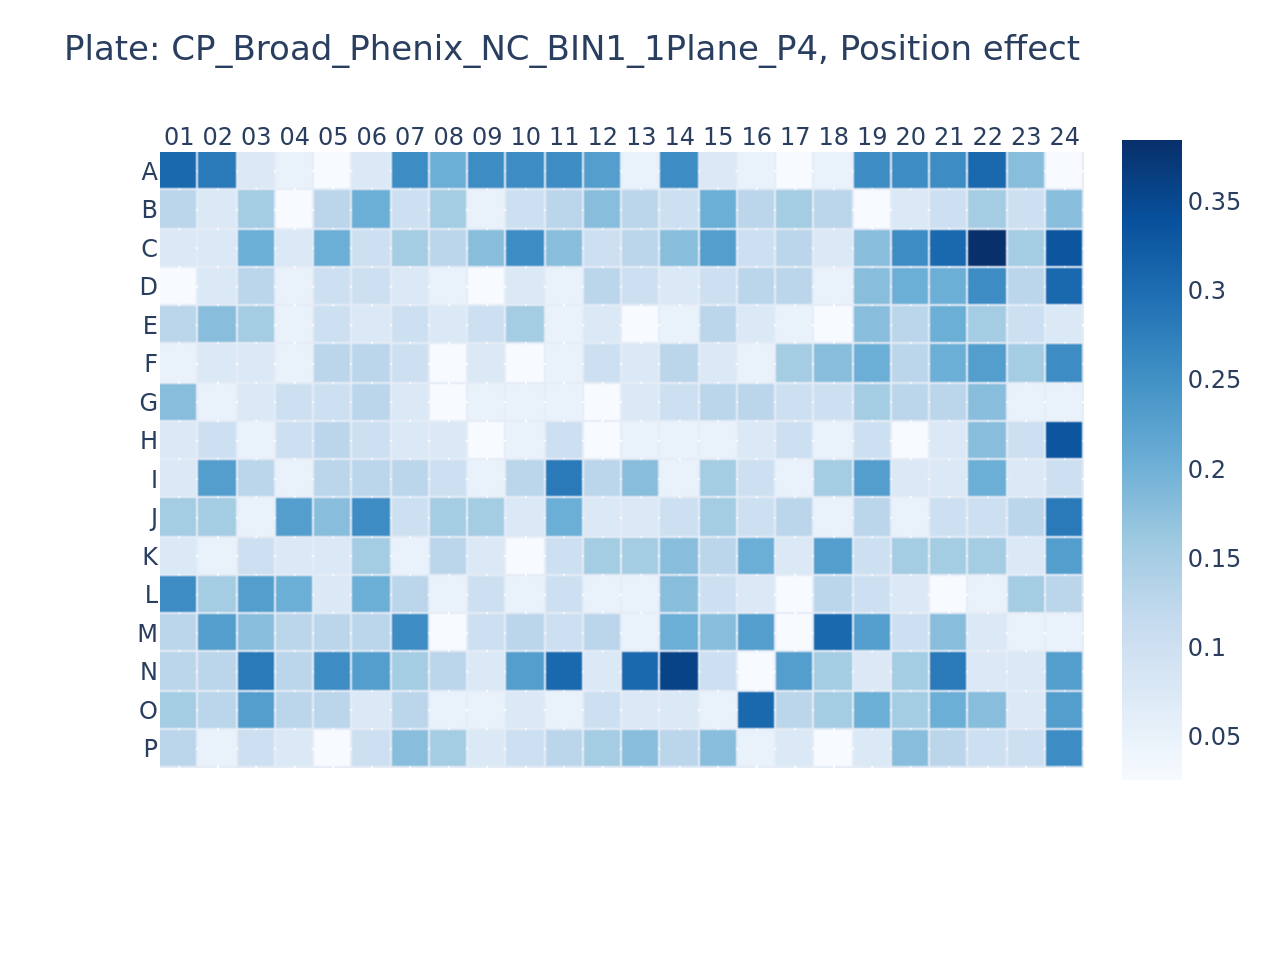 Plate: CP_Broad_Phenix_NC_BIN1_1Plane_P4, Position effect
01 02 03 04 05 06 07 08 09 10 11 12 13 14 15 16 17 18 19 20 21 22 23 24
A
B
C
D
E
F
G
H
I
J
K
L
M
N
O
P
0.35
0.3
0.25
0.2
0.15
0.1
0.05